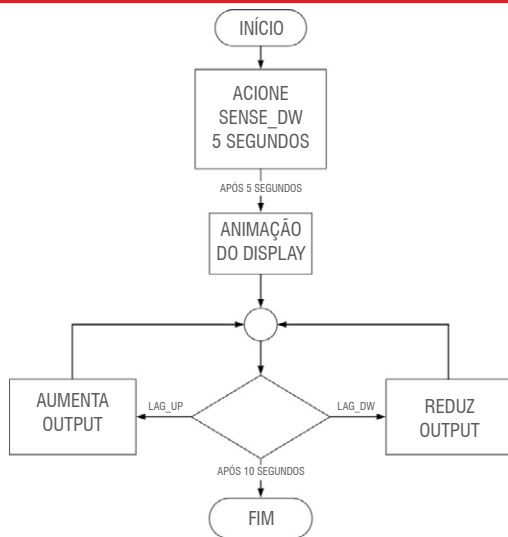 INÍCIO
ACIONE
SENSE_DW
5 SEGUNDOS
APÓS 5 SEGUNDOS
ANIMAÇÃO
DO DISPLAY
AUMENTA
OUTPUT
LAG_UP
LAG_DW
REDUZ
OUTPUT
APÓS 10 SEGUNDOS
FIM